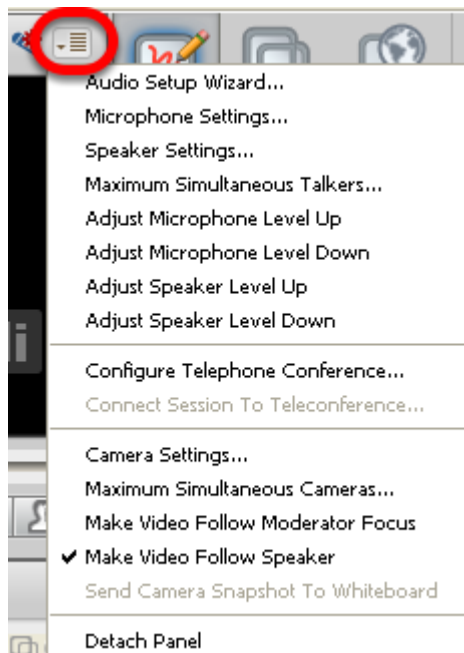 Audio Setup Wizard...
Microphone Settings...
Speaker Settings...
Maximum Simultaneous Talkers...
Adjust Microphone Level Up
Adjust Microphone Level Down
Adjust Speaker Level Up
Adjust Speaker Level Down
Configure Telephone Conference...
Connect Session To Teleconference...
Camera Settings...
Maximum Simultaneous Cameras...
Make Video Follow Moderator Focus
Make Video Follow Speaker
Send Camera Snapshot To Whiteboard
Detach Panel